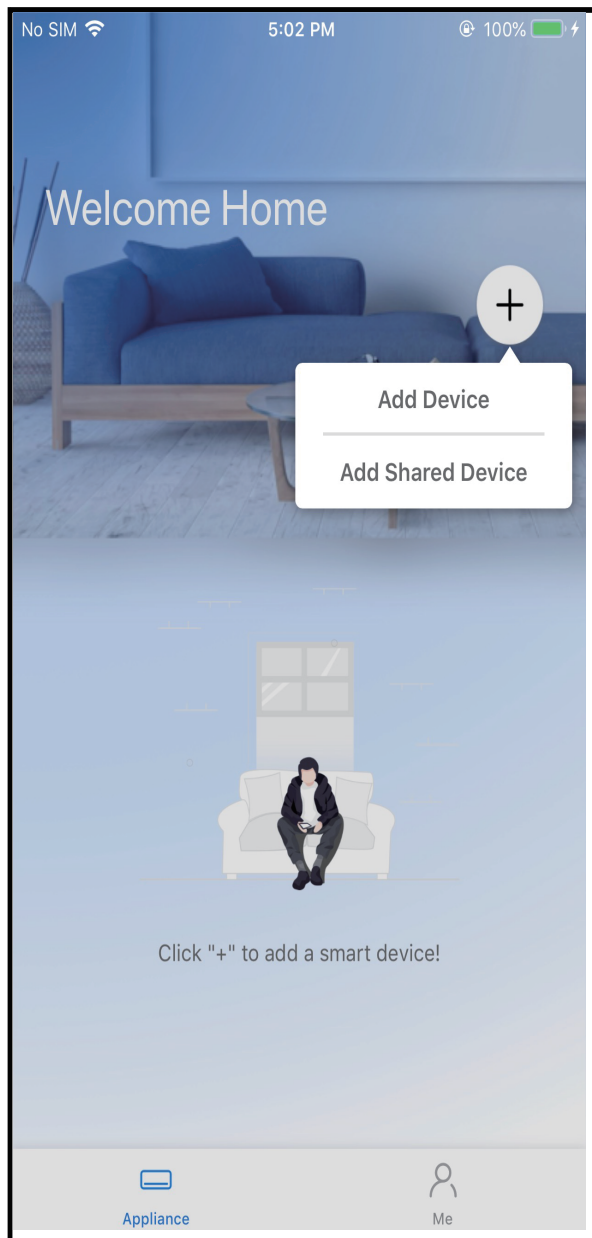 No SIM 5:02 PM 100%
Welcome Home
+
Add Device
Add Shared Device
Click "+" to add a smart device!
Appliance Me